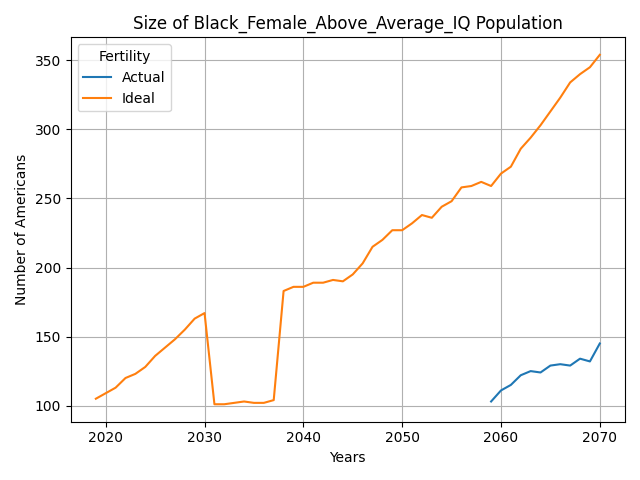 Size of Black_Female_Above_Average_IQ Population
Fertility
Actual
Ideal
Number of Americans
350
300
250
200
150
100
2020 2030 2040 2050 2060 2070
Years